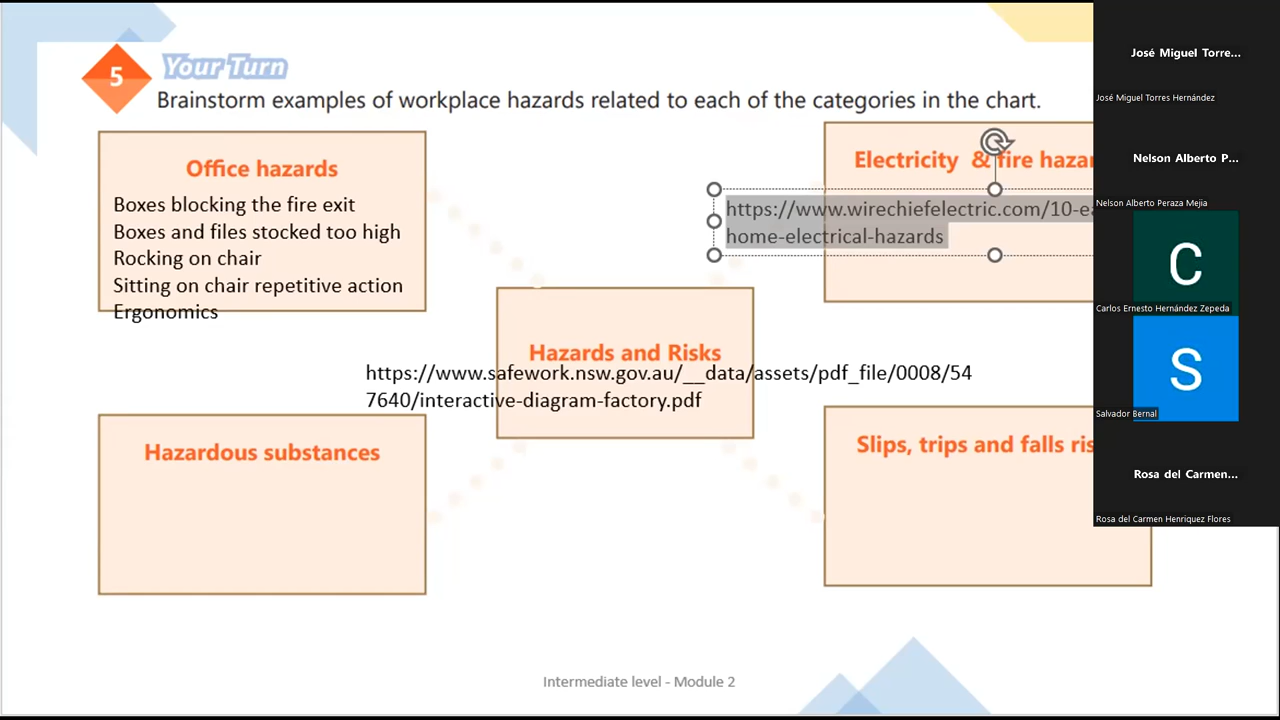 5
Your Turn
Brainstorm examples of workplace hazards related to each of the categories in the chart.
Office hazards
Boxes blocking the fire exit
Boxes and files stocked too high
Rocking on chair
Sitting on chair repetitive action
Ergonomics
Electricity & fire hazar
https://www.wirechiefelectric.com/10-ea
home-electrical-hazards
Hazards and Risks
https://www.safework.nsw.gov.au/__data/assets/pdf_file/0008/54
7640/interactive-diagram-factory.pdf
Hazardous substances
Slips, trips and falls ris
Intermediate level - Module 2
José Miguel Torre...
José Miguel Torres Hernández
Nelson Alberto P...
Nelson Alberto Peraza Mejia
C
Carlos Ernesto Hernández Zepeda
S
Salvador Bernal
Rosa del Carmen...
Rosa del Carmen Henriquez Flores